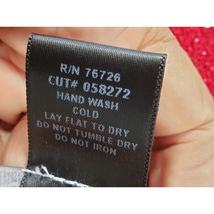 R/N 76726
CUT# 058272
HAND WASH
COLD
LAY FLAT TO DRY
DO NOT TUMBLE DRY
DO NOT IRON